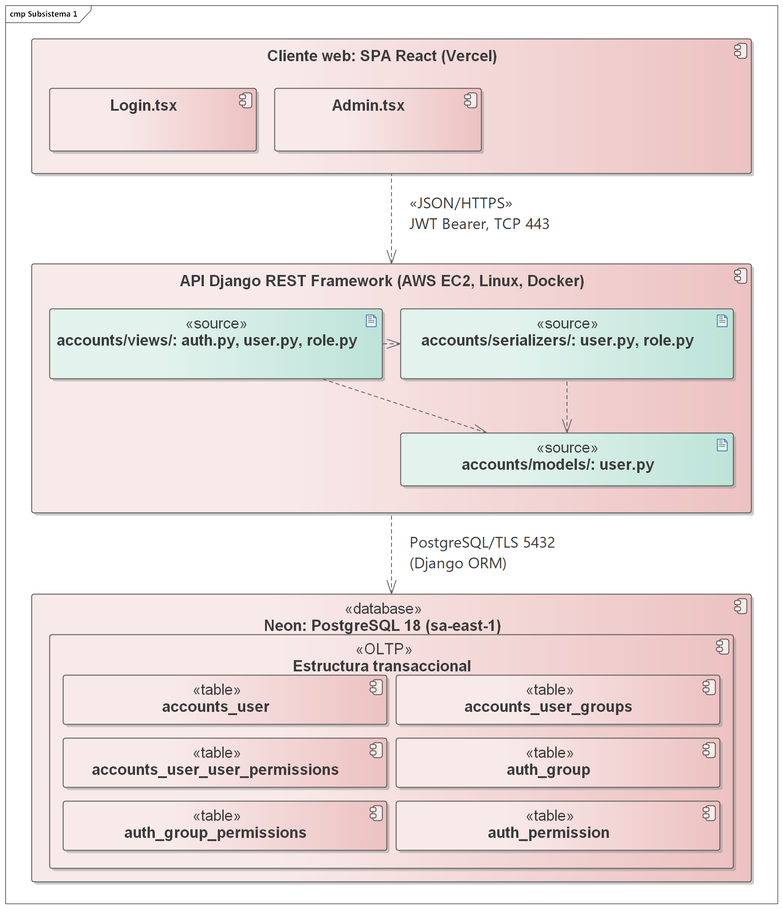 cmp Subsistema 1
Cliente web: SPA React (Vercel)
Login.tsx
Admin.tsx
«JSON/HTTPS»
JWT Bearer, TCP 443
API Django REST Framework (AWS EC2, Linux, Docker)
«source»
accounts/views/: auth.py, user.py, role.py
«source»
accounts/serializers/: user.py, role.py
«source»
accounts/models/: user.py
PostgreSQL/TLS 5432
(Django ORM)
«database»
Neon: PostgreSQL 18 (sa-east-1)
«OLTP»
Estructura transaccional
«table»
accounts_user
«table»
accounts_user_groups
«table»
accounts_user_user_permissions
«table»
auth_group
«table»
auth_group_permissions
«table»
auth_permission